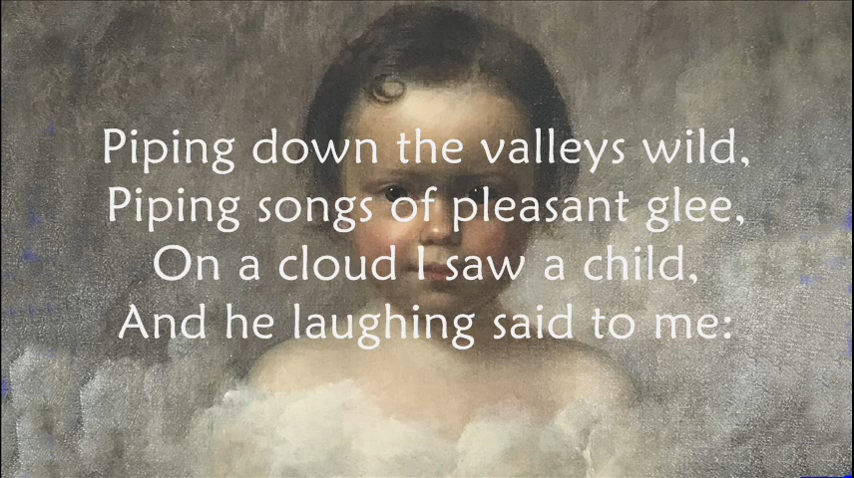 Piping down the valleys wild,
Piping songs of pleasant glee,
On a cloud I saw a child,
And he laughing said to me: